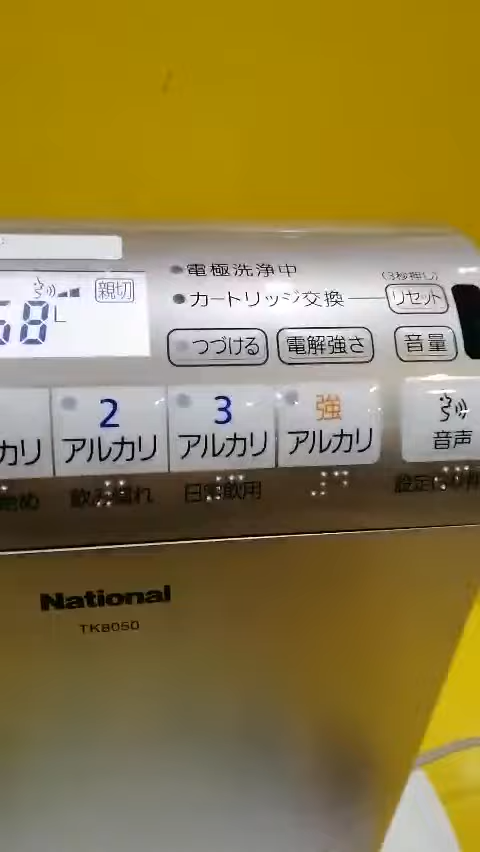 電極洗浄中
(3秒押し)
カートリッジ交換
リセット
親切
68L
つづける
電解強さ
音量
カリ
2
アルカリ
3
アルカリ
強
アルカリ
音声
始め
飲み慣れ
日常飲用
National
TK8050